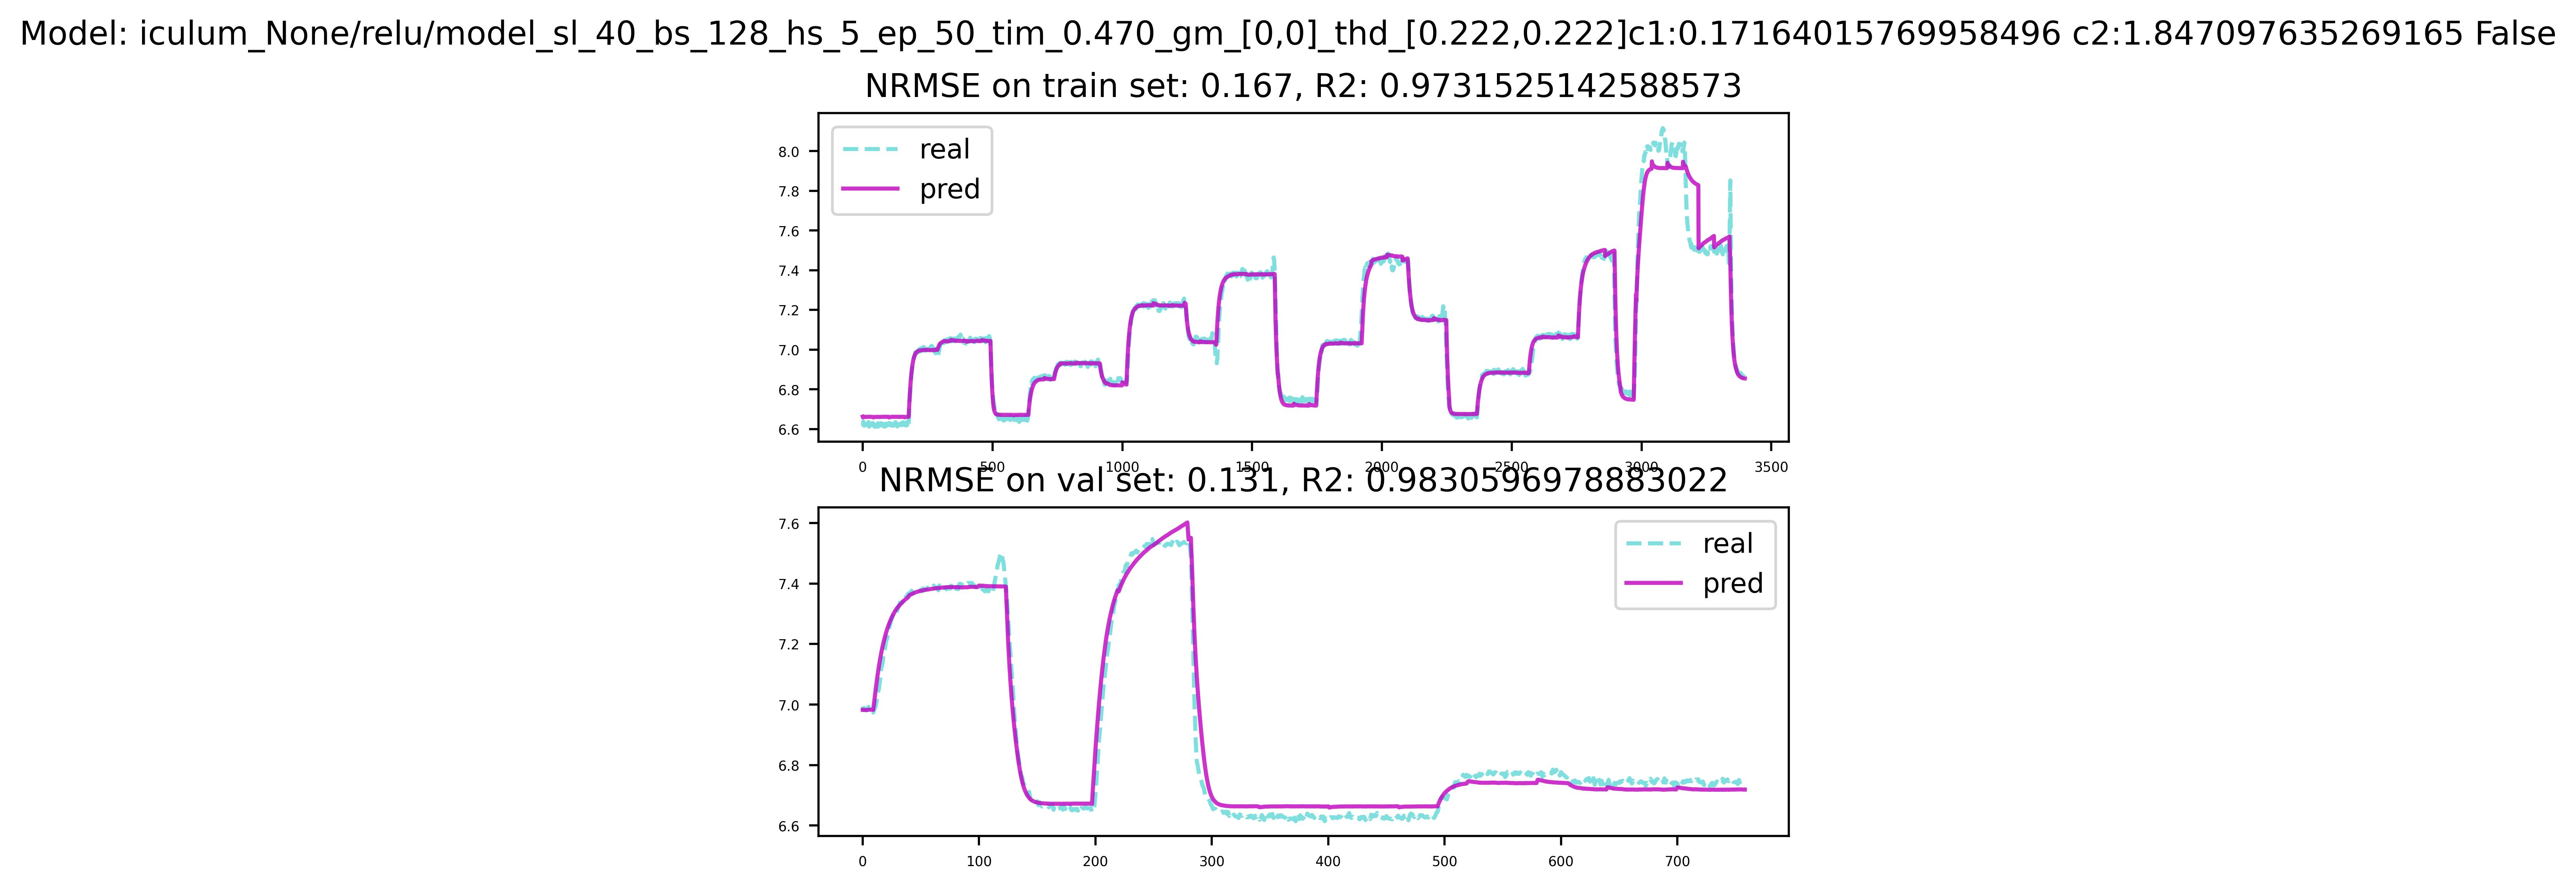 Model: iculum_None/relu/model_sl_40_bs_128_hs_5_ep_50_tim_0.470_gm_[0,0]_thd_[0.222,0.222]c1:0.17164015769958496 c2:1.847097635269165 False
NRMSE on train set: 0.167, R2: 0.9731525142588573
real
pred
8.0
7.8
7.6
7.4
7.2
7.0
6.8
6.6
0 500 1000 1500 2000 2500 3000 3500
NRMSE on val set: 0.131, R2: 0.9830596978883022
real
pred
7.6
7.4
7.2
7.0
6.8
6.6
0 100 200 300 400 500 600 700